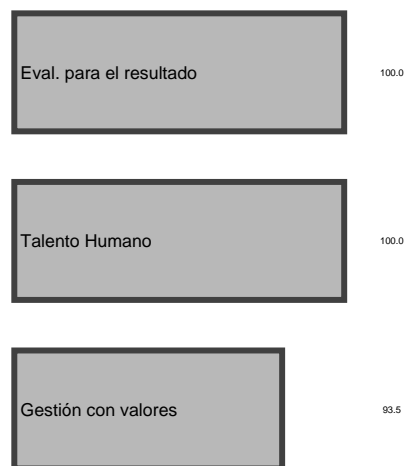 Eval. para el resultado 100.0
Talento Humano 100.0
Gestión con valores 93.5